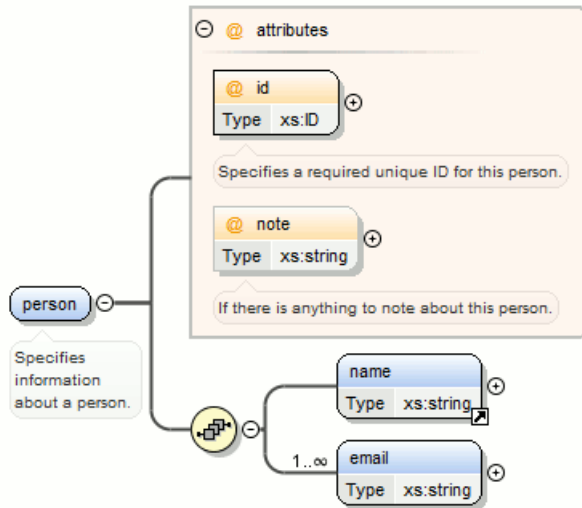 @ attributes
@ id
Type xs:ID
Specifies a required unique ID for this person.
@ note
Type xs:string
If there is anything to note about this person.
person
Specifies
information
about a person.
name
Type xs:string
1..∞
email
Type xs:string